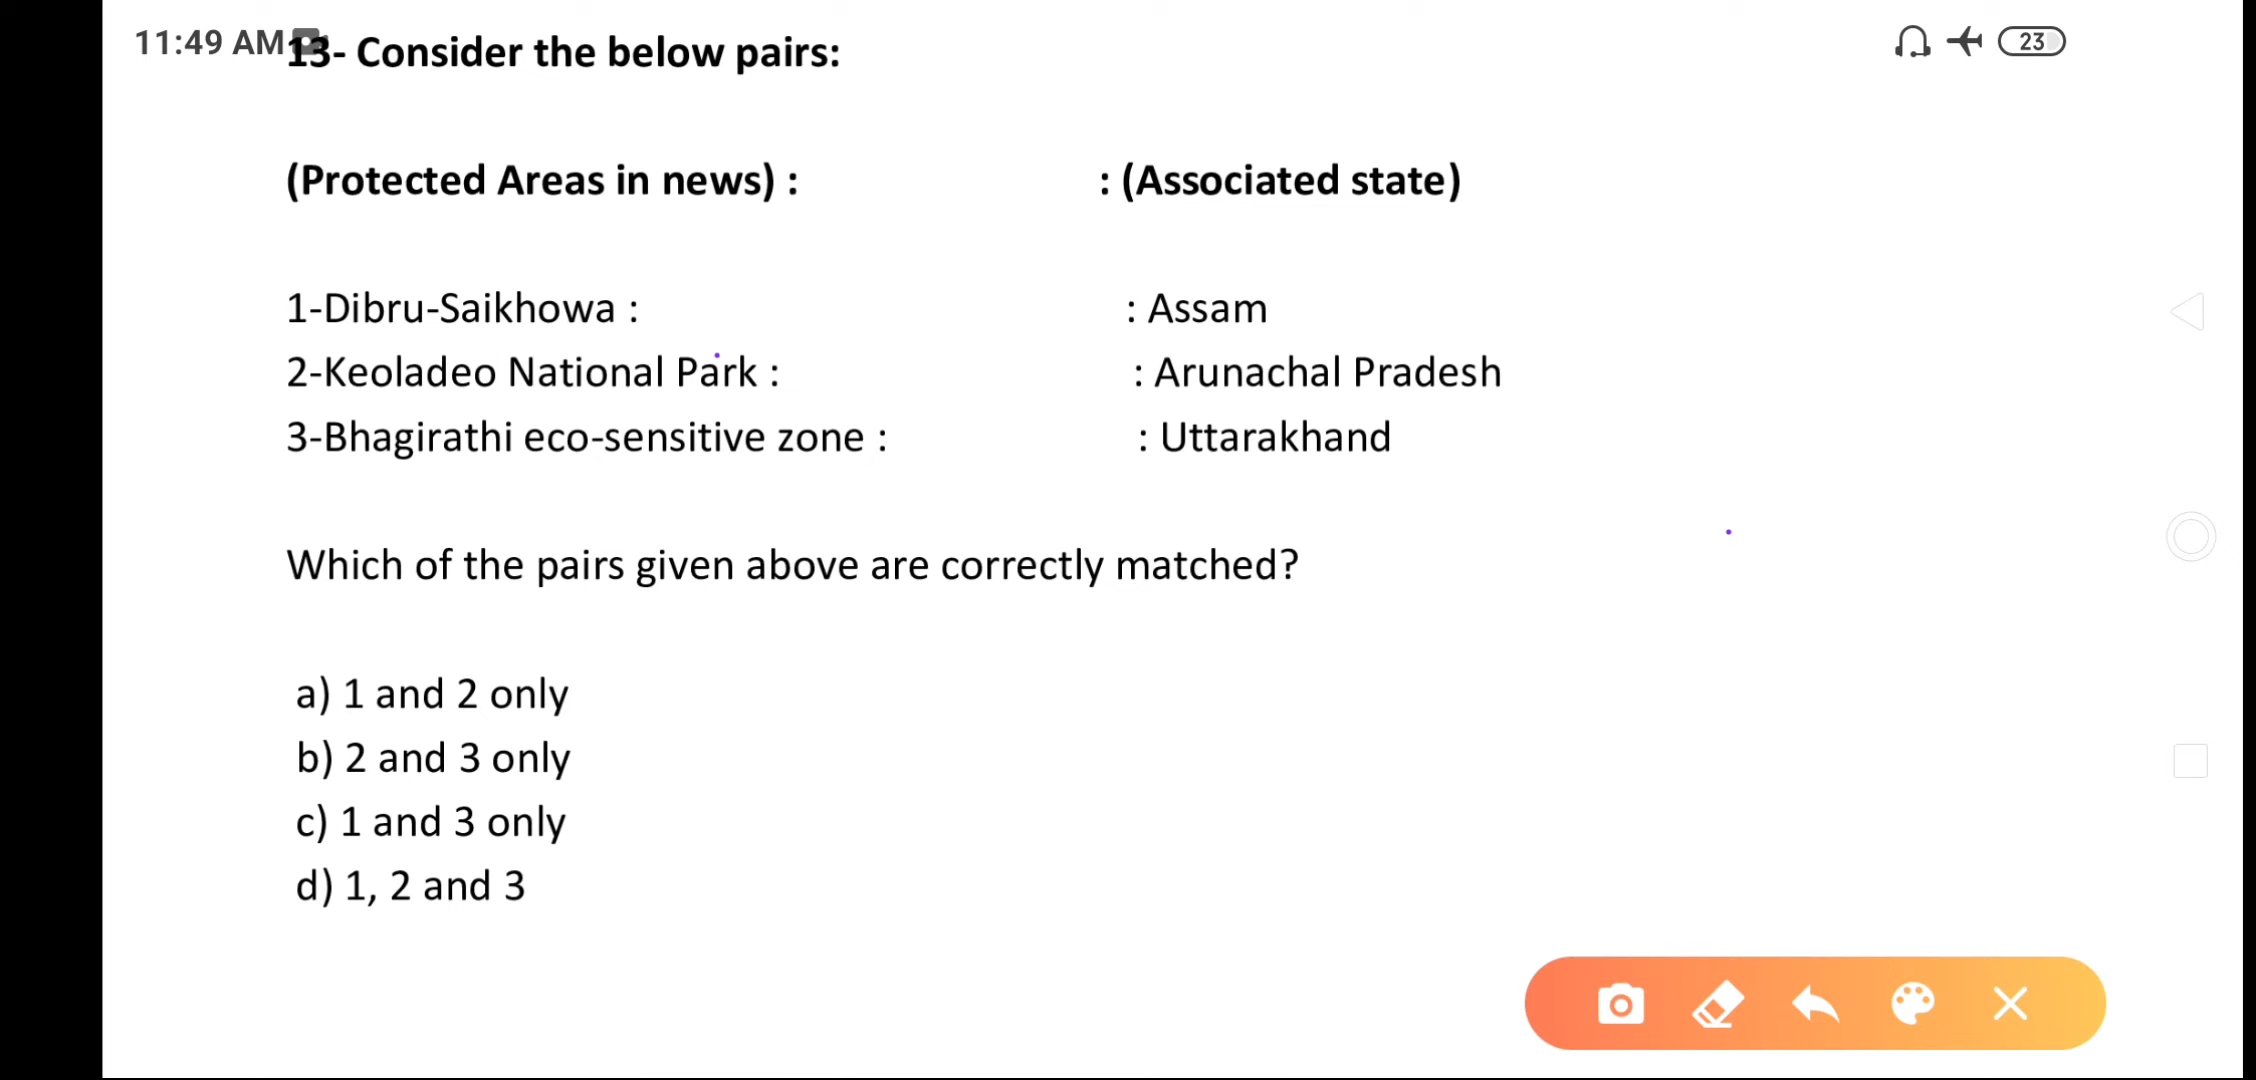 11:49 AM
23
13- Consider the below pairs:
(Protected Areas in news) : : (Associated state)
1-Dibru-Saikhowa : : Assam
2-Keoladeo National Park : : Arunachal Pradesh
3-Bhagirathi eco-sensitive zone : : Uttarakhand
Which of the pairs given above are correctly matched?
a) 1 and 2 only
b) 2 and 3 only
c) 1 and 3 only
d) 1, 2 and 3